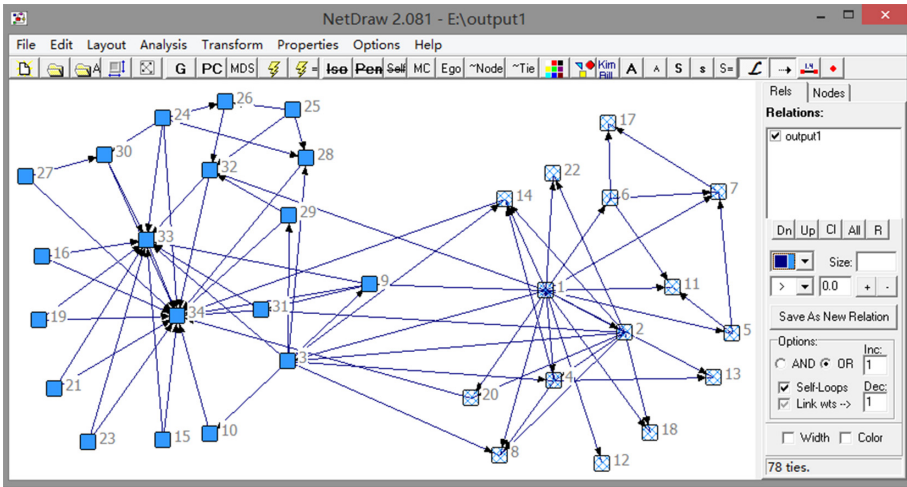 NetDraw 2.081 - E:\output1
File Edit Layout Analysis Transform Properties Options Help
A G PC MDS = Iso Pen Self MC Ego ~Node ~Tie Kim Bill A A S s S= L
Rels Nodes
Relations:
output1
Dn Up Cl All R
Size:
> 0.0 + -
Save As New Relation
Options:
AND OR Inc: 1
Self-Loops Dec:
Link wts --> 1
Width Color
78 ties.
26
25
24
17
30
28
27
32
22
14
6
7
29
33
16
9
1
11
19
34
31
2
5
3
4
13
21
20
23
15
10
8
18
12